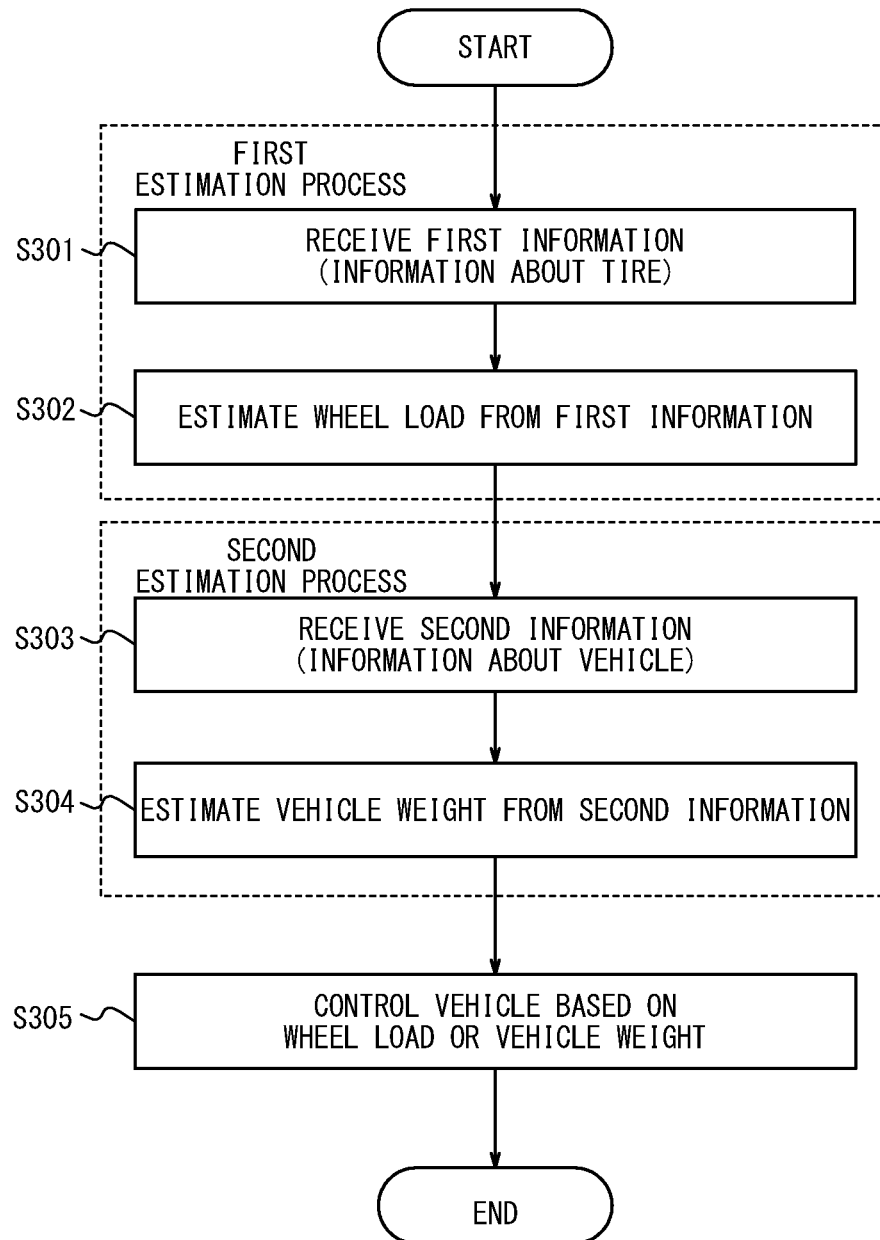 START
FIRST
ESTIMATION PROCESS
S301
RECEIVE FIRST INFORMATION
(INFORMATION ABOUT TIRE)
S302
ESTIMATE WHEEL LOAD FROM FIRST INFORMATION
SECOND
ESTIMATION PROCESS
S303
RECEIVE SECOND INFORMATION
(INFORMATION ABOUT VEHICLE)
S304
ESTIMATE VEHICLE WEIGHT FROM SECOND INFORMATION
S305
CONTROL VEHICLE BASED ON
WHEEL LOAD OR VEHICLE WEIGHT
END